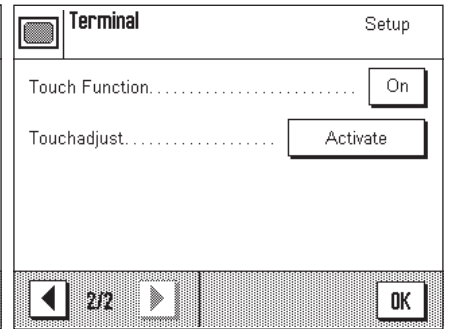 Terminal Setup
Touch Function.......................... On
Touchadjust................... Activate
2/2 OK